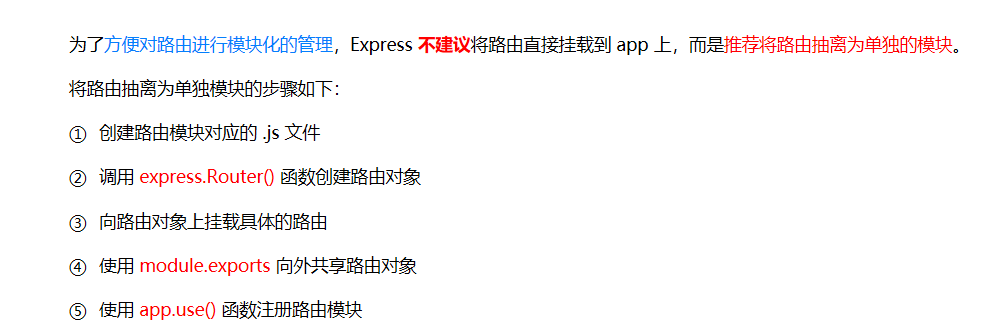 为了方便对路由进行模块化的管理，Express 不建议将路由直接挂载到 app 上，而是推荐将路由抽离为单独的模块。
将路由抽离为单独模块的步骤如下：
① 创建路由模块对应的 .js 文件
② 调用 express.Router() 函数创建路由对象
③ 向路由对象上挂载具体的路由
④ 使用 module.exports 向外共享路由对象
⑤ 使用 app.use() 函数注册路由模块